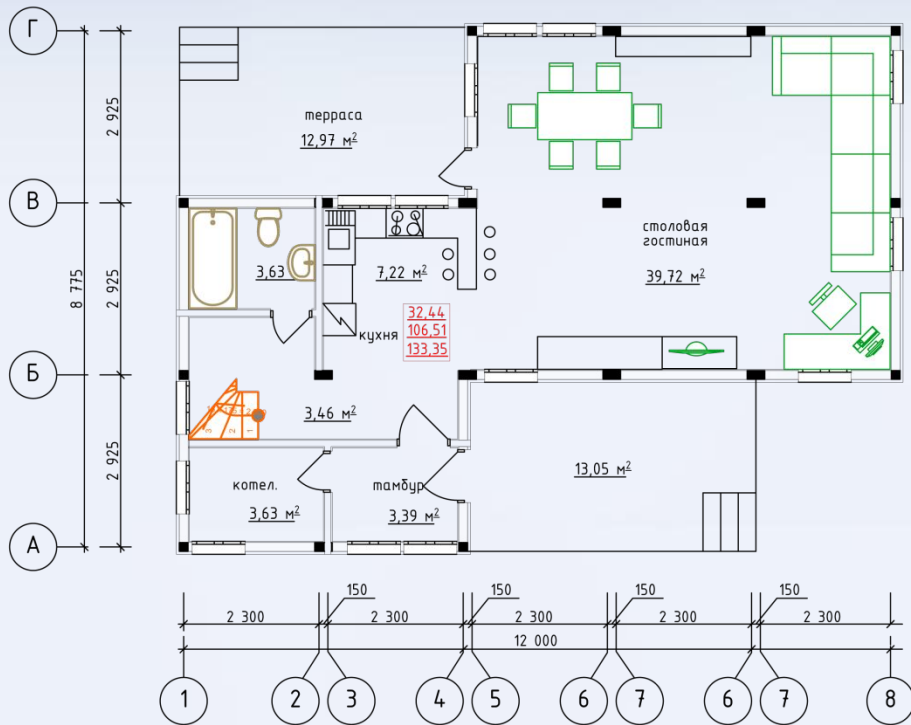 Г
2 925
терраса
12,97 м²
В
столовая
гостиная
39,72 м²
3,63
7,22 м²
8 775
2 925
32,44
106,51
133,35
кухня
Б
3
2
1
3,46 м²
2 925
13,05 м²
котел.
3,63 м²
тамбур
3,39 м²
А
150
150
150
150
2 300
2 300
2 300
2 300
2 300
12 000
1
2
3
4
5
6
7
6
7
8